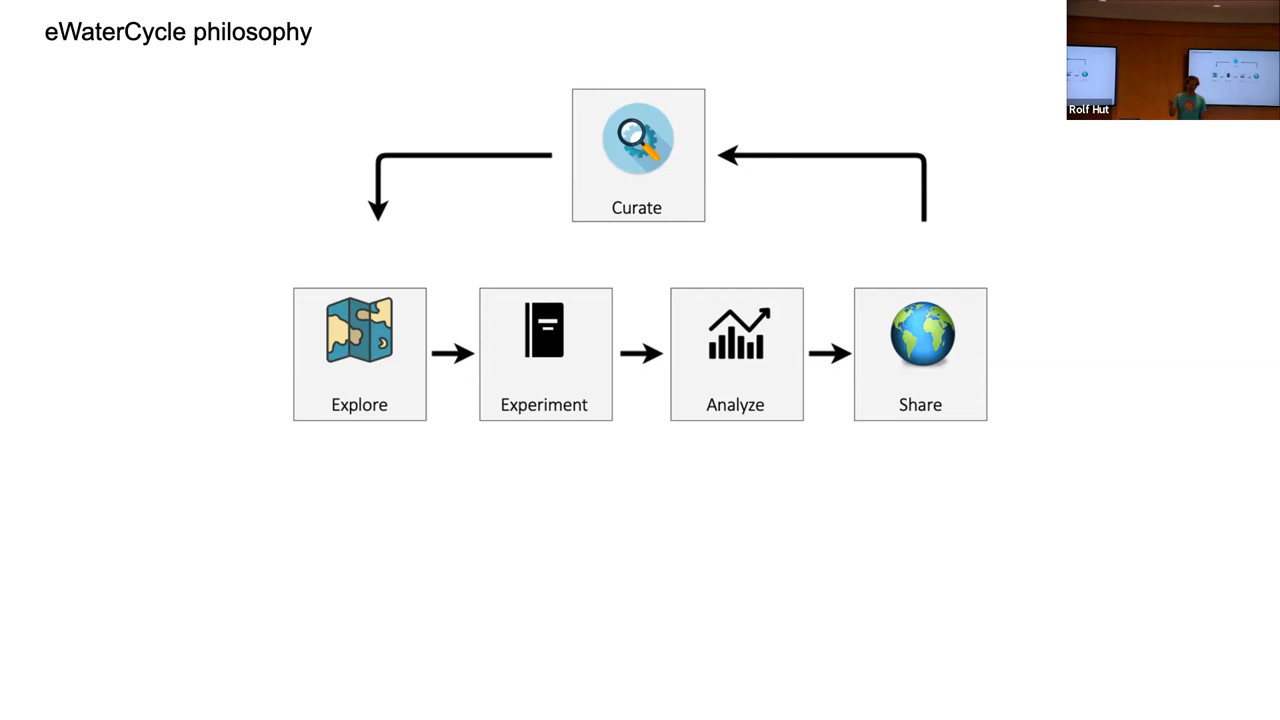 eWaterCycle philosophy
Rolf Hut
Curate
Explore
Experiment
Analyze
Share